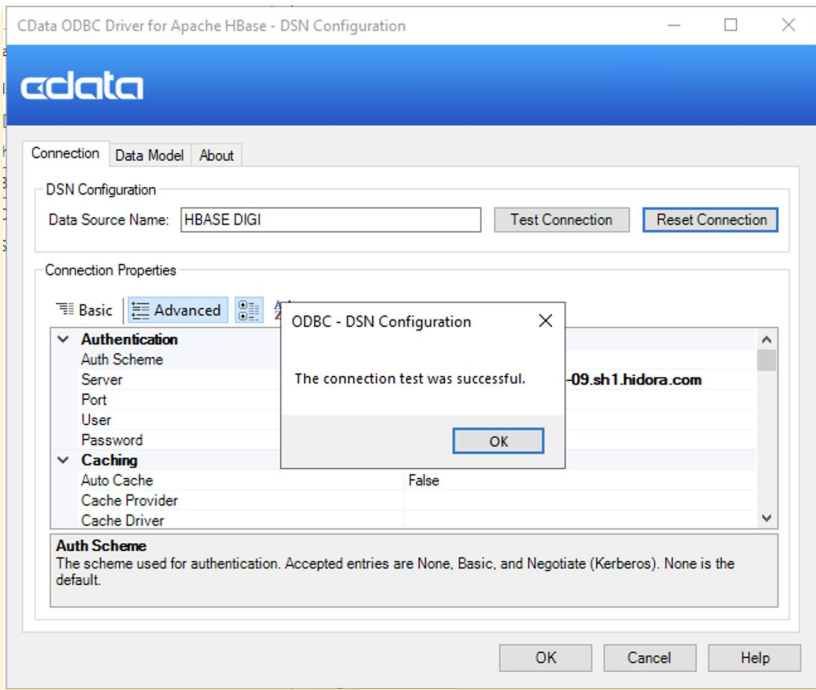 CData ODBC Driver for Apache HBase - DSN Configuration
cdata
Connection Data Model About
DSN Configuration
Data Source Name: HBASE DIGI Test Connection Reset Connection
Connection Properties
Basic Advanced
ODBC - DSN Configuration
The connection test was successful.
OK
Authentication
Auth Scheme
Server -09.sh1.hidora.com
Port
User
Password
Caching
Auto Cache False
Cache Provider
Cache Driver
Auth Scheme
The scheme used for authentication. Accepted entries are None, Basic, and Negotiate (Kerberos). None is the
default.
OK Cancel Help